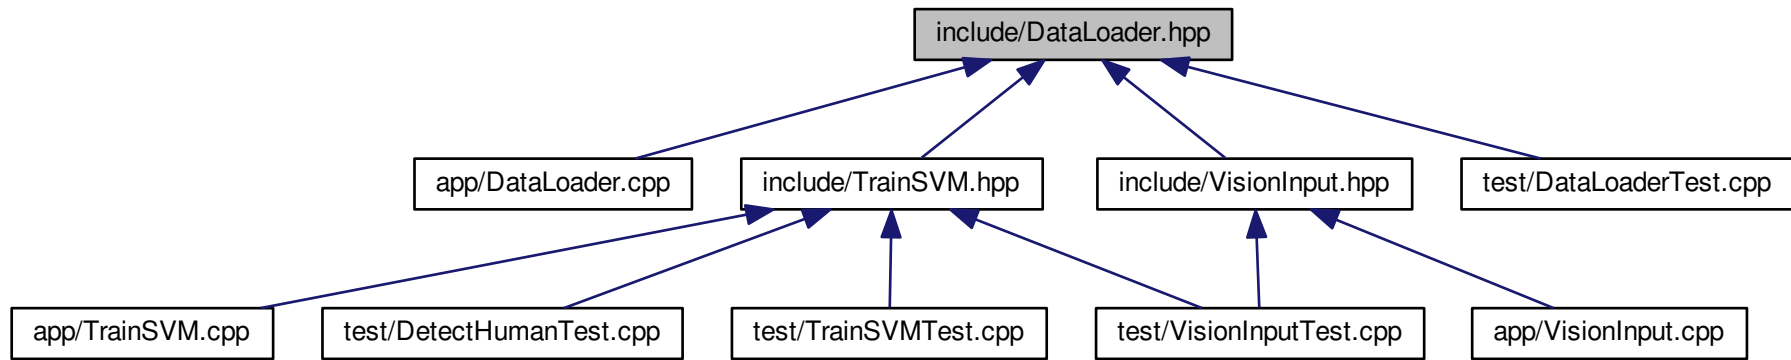 include/DataLoader.hpp
app/DataLoader.cpp
include/TrainSVM.hpp
include/VisionInput.hpp
test/DataLoaderTest.cpp
app/TrainSVM.cpp
test/DetectHumanTest.cpp
test/TrainSVMTest.cpp
test/VisionInputTest.cpp
app/VisionInput.cpp